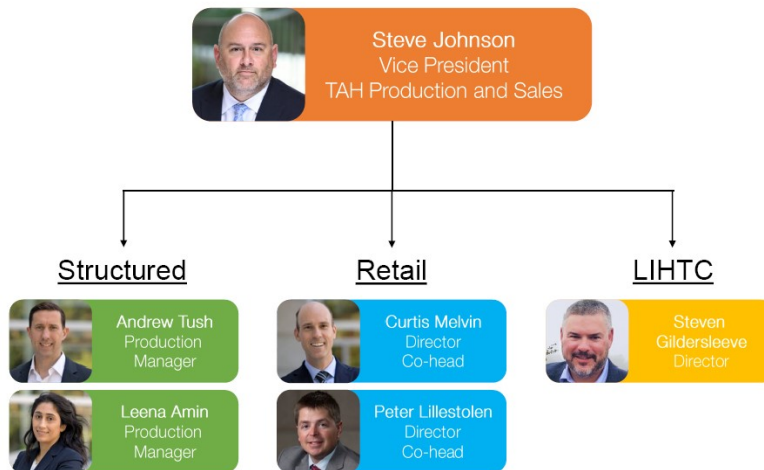 Steve Johnson
Vice President
TAH Production and Sales
Structured
Retail
LIHTC
Andrew Tush
Production
Manager
Leena Amin
Production
Manager
Curtis Melvin
Director
Co-head
Peter Lillestolen
Director
Co-head
Steven
Gildersleeve
Director